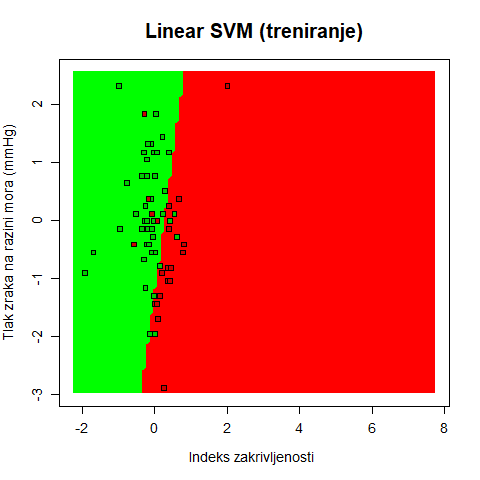 Linear SVM (treniranje)
Tlak zraka na razini mora (mmHg)
2
1
0
-1
-2
-3
-2 0 2 4 6 8
Indeks zakrivljenosti